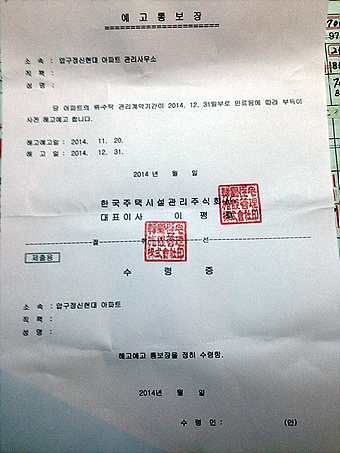 예 고 통 보 장
소 속 : 압구정신현대 아파트 관리사무소
직 책 :
성 명 :
당 아파트의 위·수탁 관리계약기간이 2014. 12. 31일부로 만료됨에 따라 부득이
사전 해고예고 합니다.
해고예고일 : 2014. 11. 20.
해 고 일 : 2014. 12. 31.
2014 년 월 일
한국주택시설관리주식회사
대표이사 이 평
절 취 선
제출용
수 령 증
소 속 : 압구정신현대 아파트
직 책 :
성 명 :
해고예고 통보장을 정히 수령함.
2014년 월 일
수 령 인 : (인)